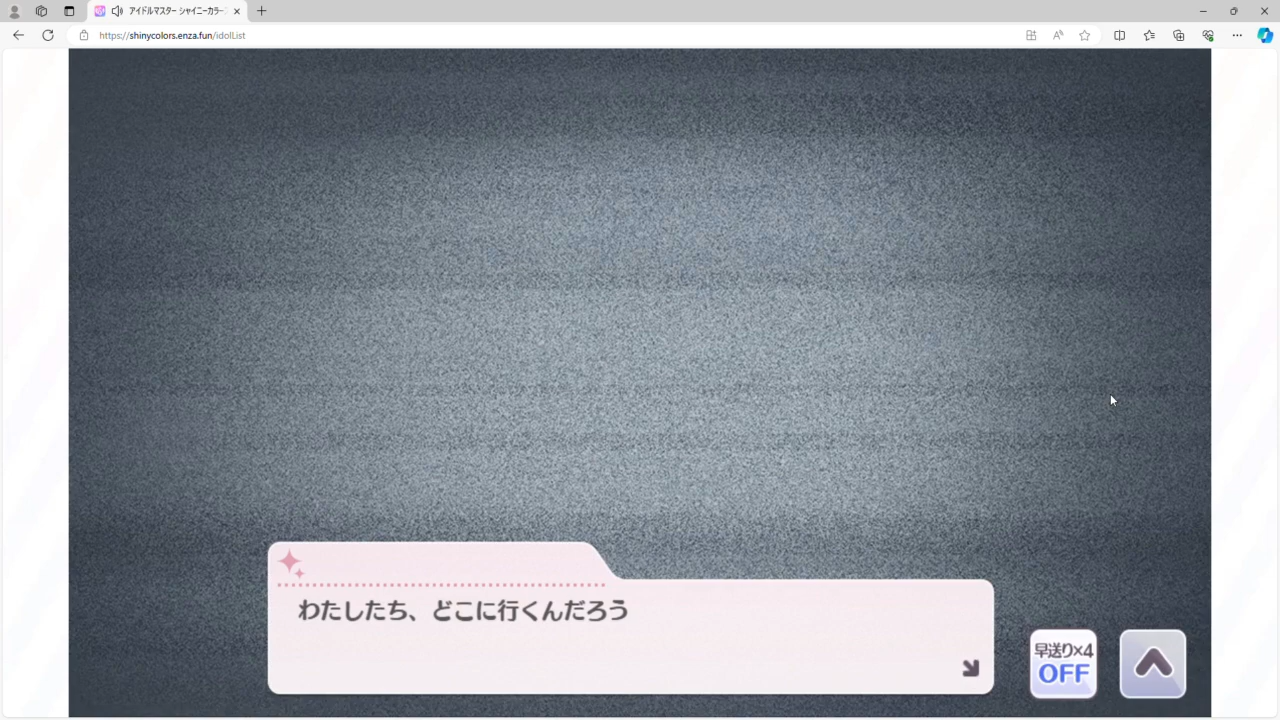 アイドルマスター シャイニーカラー
https://shinycolors.enza.fun/idolList
わたしたち、どこに行くんだろう
早送り×4
OFF